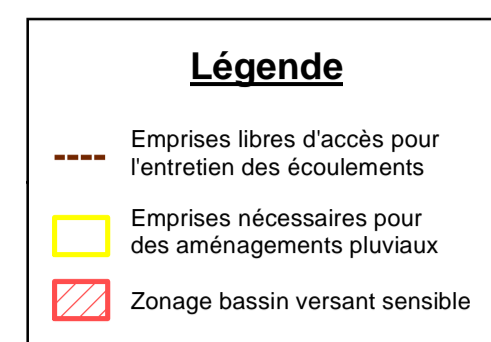 Légende
Emprises libres d'accès pour
l'entretien des écoulements
Emprises nécessaires pour
des aménagements pluviaux
Zonage bassin versant sensible